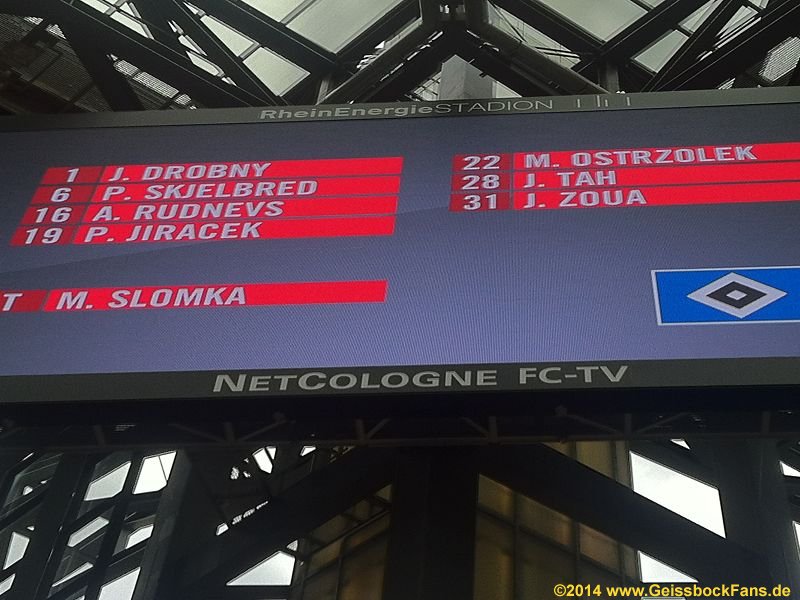 RheinEnergieSTADION
1 J. DROBNY
6 P. SKJELBRED
16 A. RUDNEVS
19 P. JIRACEK
22 M. OSTRZOLEK
28 J. TAH
31 J. ZOUA
T M. SLOMKA
NETCOLOGNE FC-TV
©2014 www.GeissbockFans.de